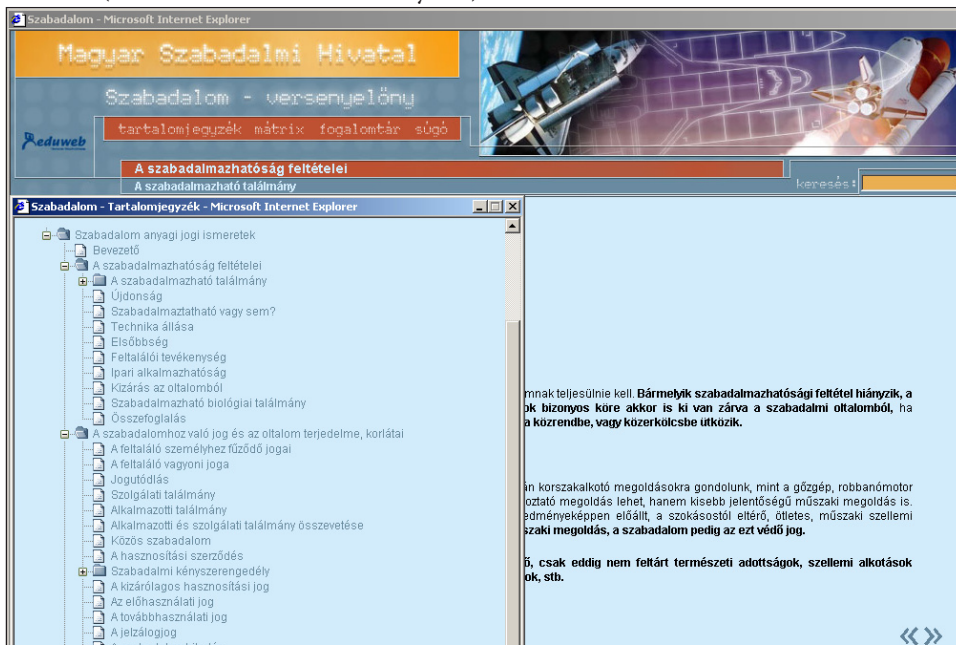 Szabadalom - Microsoft Internet Explorer
Magyar Szabadalmi Hivatal
Szabadalom - versenyelőny
tartalomjegyzék mátrix fogalomtár súgó
eduweb
A szabadalmazhatóság feltételei
A szabadalmazható találmány
keresés:
Szabadalom - Tartalomjegyzék - Microsoft Internet Explorer
Szabadalom anyagi jogi ismeretek
Bevezető
A szabadalmazhatóság feltételei
A szabadalmazható találmány
Újdonság
Szabadalmaztatható vagy sem?
Technika állása
Elsőbbség
Feltalálói tevékenység
Ipari alkalmazhatóság
Kizárás az oltalomból
Szabadalmazható biológiai találmány
Összefoglalás
A szabadalomhoz való jog és az oltalom terjedelme, korlátai
A feltaláló személyhez fűződő jogai
A feltaláló vagyoni joga
Jogutódlás
Szolgálati találmány
Alkalmazotti találmány
Alkalmazotti és szolgálati találmány összevetése
Közös szabadalom
A hasznosítási szerződés
Szabadalmi kényszerengedély
A kizárólagos hasznosítási jog
Az előhasználati jog
A továbbhasználati jog
A jelzálogjog
mnak teljesülnie kell. Bármelyik szabadalmazhatósági feltétel hiányzik, a
ok bizonyos köre akkor is ki van zárva a szabadalmi oltalomból, ha
a közrendbe, vagy közerkölcsbe ütközik.
án korszakalkotó megoldásokra gondolunk, mint a gőzgép, robbanómotor
oztató megoldás lehet, hanem kisebb jelentőségű műszaki megoldás is.
edményeképpen előállt, a szokásostól eltérő, ötletes, műszaki szellemi
szaki megoldás, a szabadalom pedig az ezt védő jog.
ő, csak eddig nem feltárt természeti adottságok, szellemi alkotások
ok, stb.